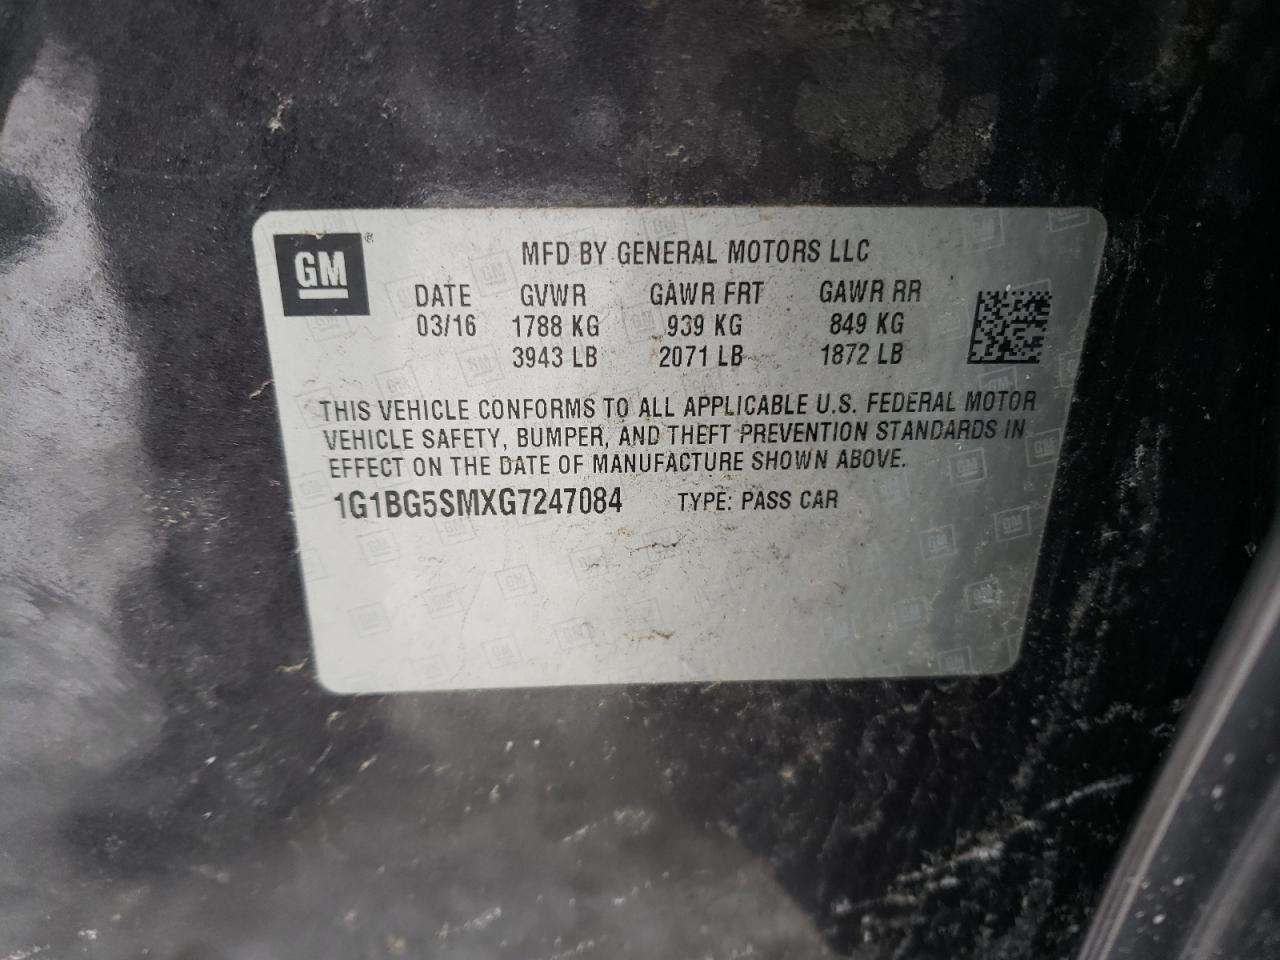 GM
MFD BY GENERAL MOTORS LLC
DATE GVWR GAWR FRT GAWR RR
03/16 1788 KG 939 KG 849 KG
3943 LB 2071 LB 1872 LB
THIS VEHICLE CONFORMS TO ALL APPLICABLE U.S. FEDERAL MOTOR
VEHICLE SAFETY, BUMPER, AND THEFT PREVENTION STANDARDS IN
EFFECT ON THE DATE OF MANUFACTURE SHOWN ABOVE.
1G1BG5SMXG7247084 TYPE: PASS CAR